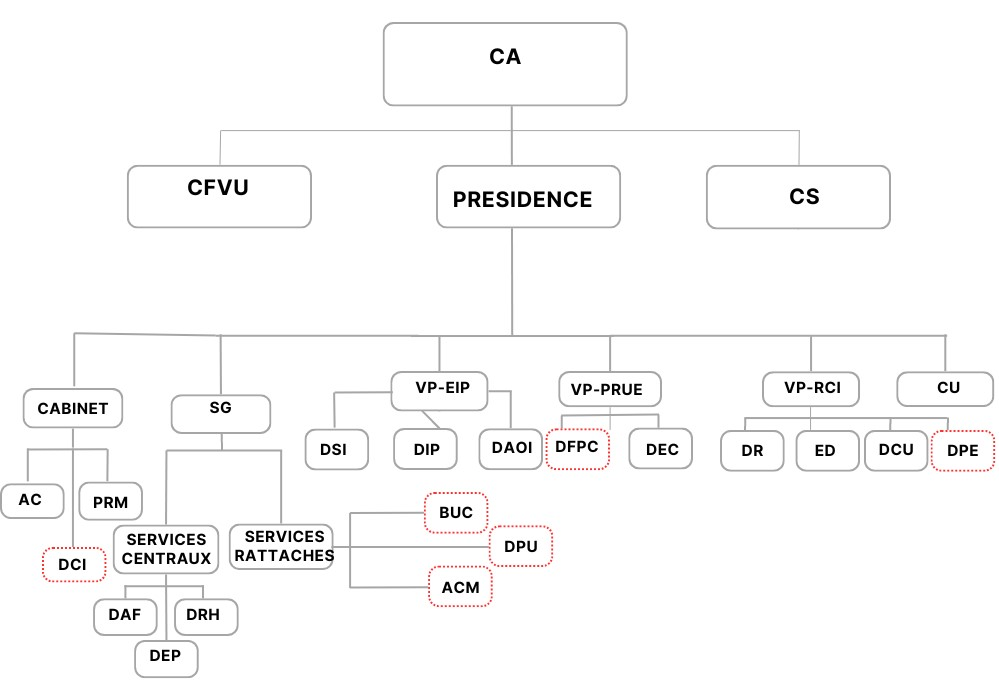 CA
CFVU
PRESIDENCE
CS
CABINET
SG
VP-EIP
VP-PRUE
VP-RCI
CU
DSI
DIP
DAOI
DFPC
DEC
DR
ED
DCU
DPE
AC
PRM
DCI
SERVICES
CENTRAUX
SERVICES
RATTACHES
BUC
DPU
ACM
DAF
DRH
DEP